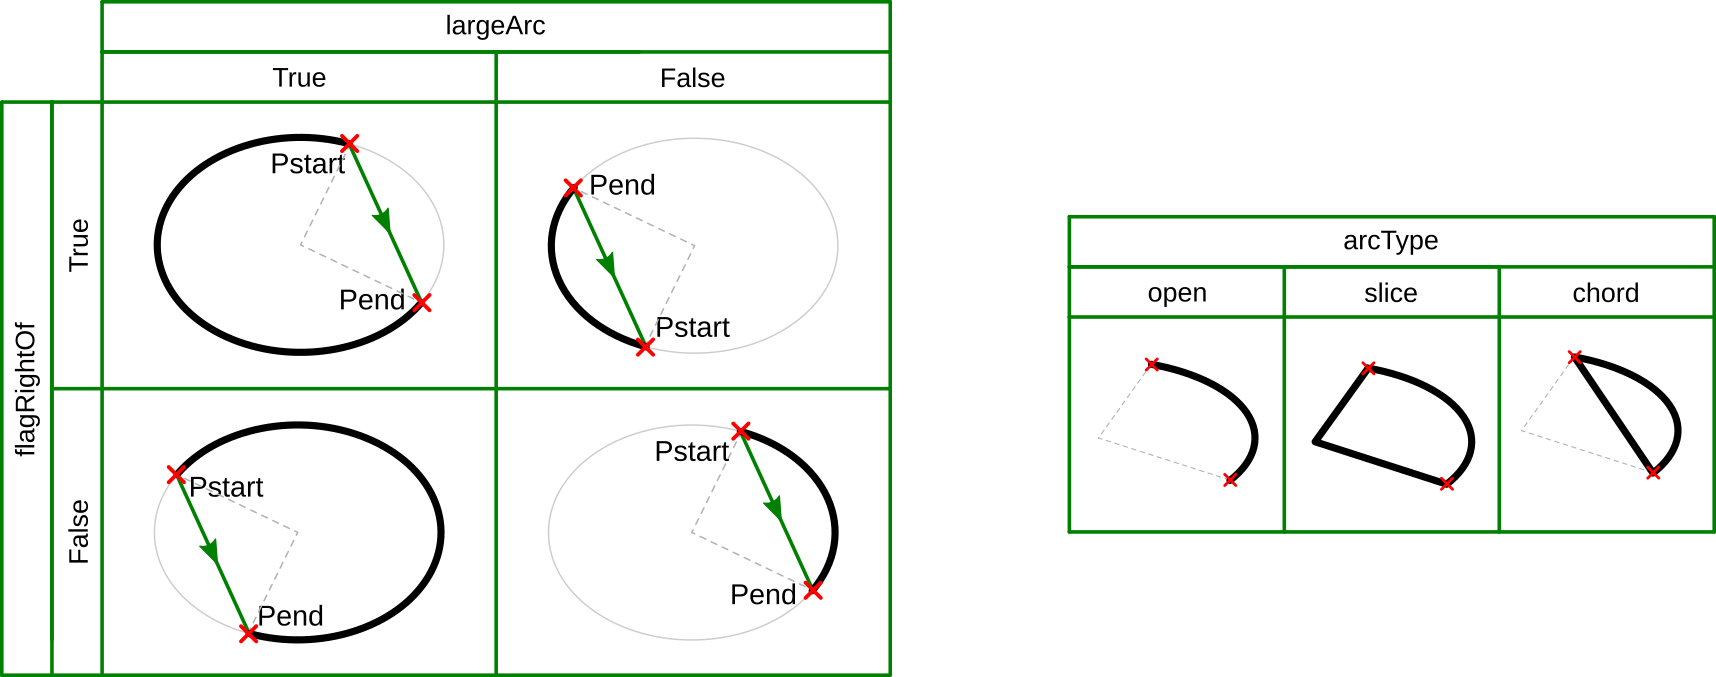 largeArc
True
False
flagRightOf
True
Pstart
Pend
Pend
Pstart
False
Pstart
Pend
Pstart
Pend
arcType
open
slice
chord